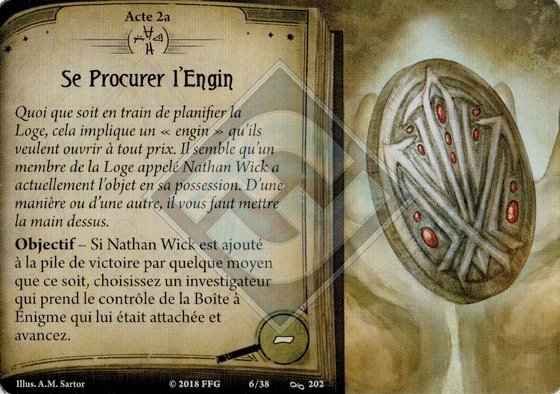 Acte 2a
Se Procurer l'Engin
Quoi que soit en train de planifier la
Loge, cela implique un « engin » qu'ils
veulent ouvrir à tout prix. Il semble qu'un
membre de la Loge appelé Nathan Wick a
actuellement l'objet en sa possession. D'une
manière ou d'une autre, il vous faut mettre
la main dessus.
Objectif – Si Nathan Wick est ajouté
à la pile de victoire par quelque moyen
que ce soit, choisissez un investigateur
qui prend le contrôle de la Boîte à
Énigme qui lui était attachée et
avancez.
–
Illus. A.M. Sartor © 2018 FFG 6/38 202